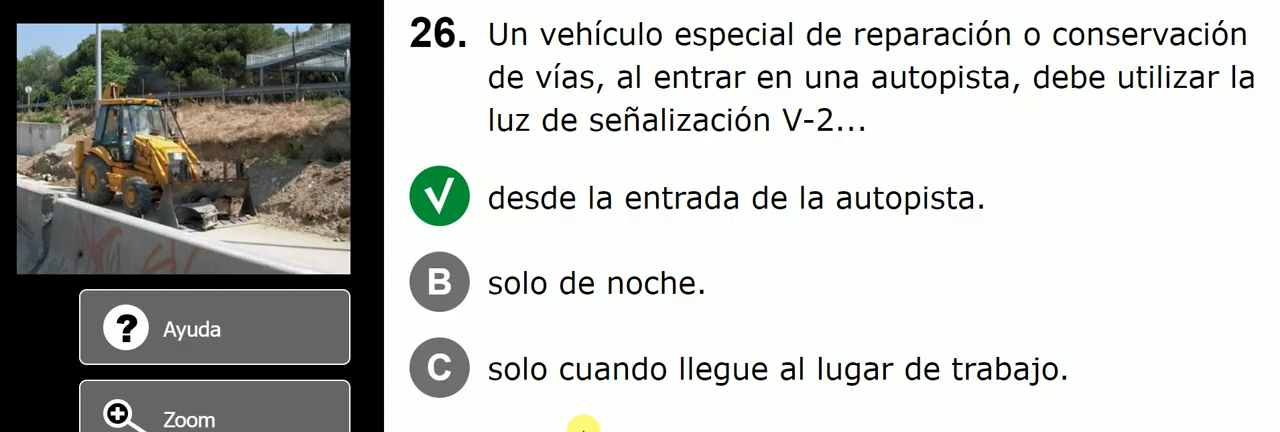 26. Un vehículo especial de reparación o conservación
de vías, al entrar en una autopista, debe utilizar la
luz de señalización V-2...
√ desde la entrada de la autopista.
B solo de noche.
C solo cuando llegue al lugar de trabajo.
? Ayuda
Zoom